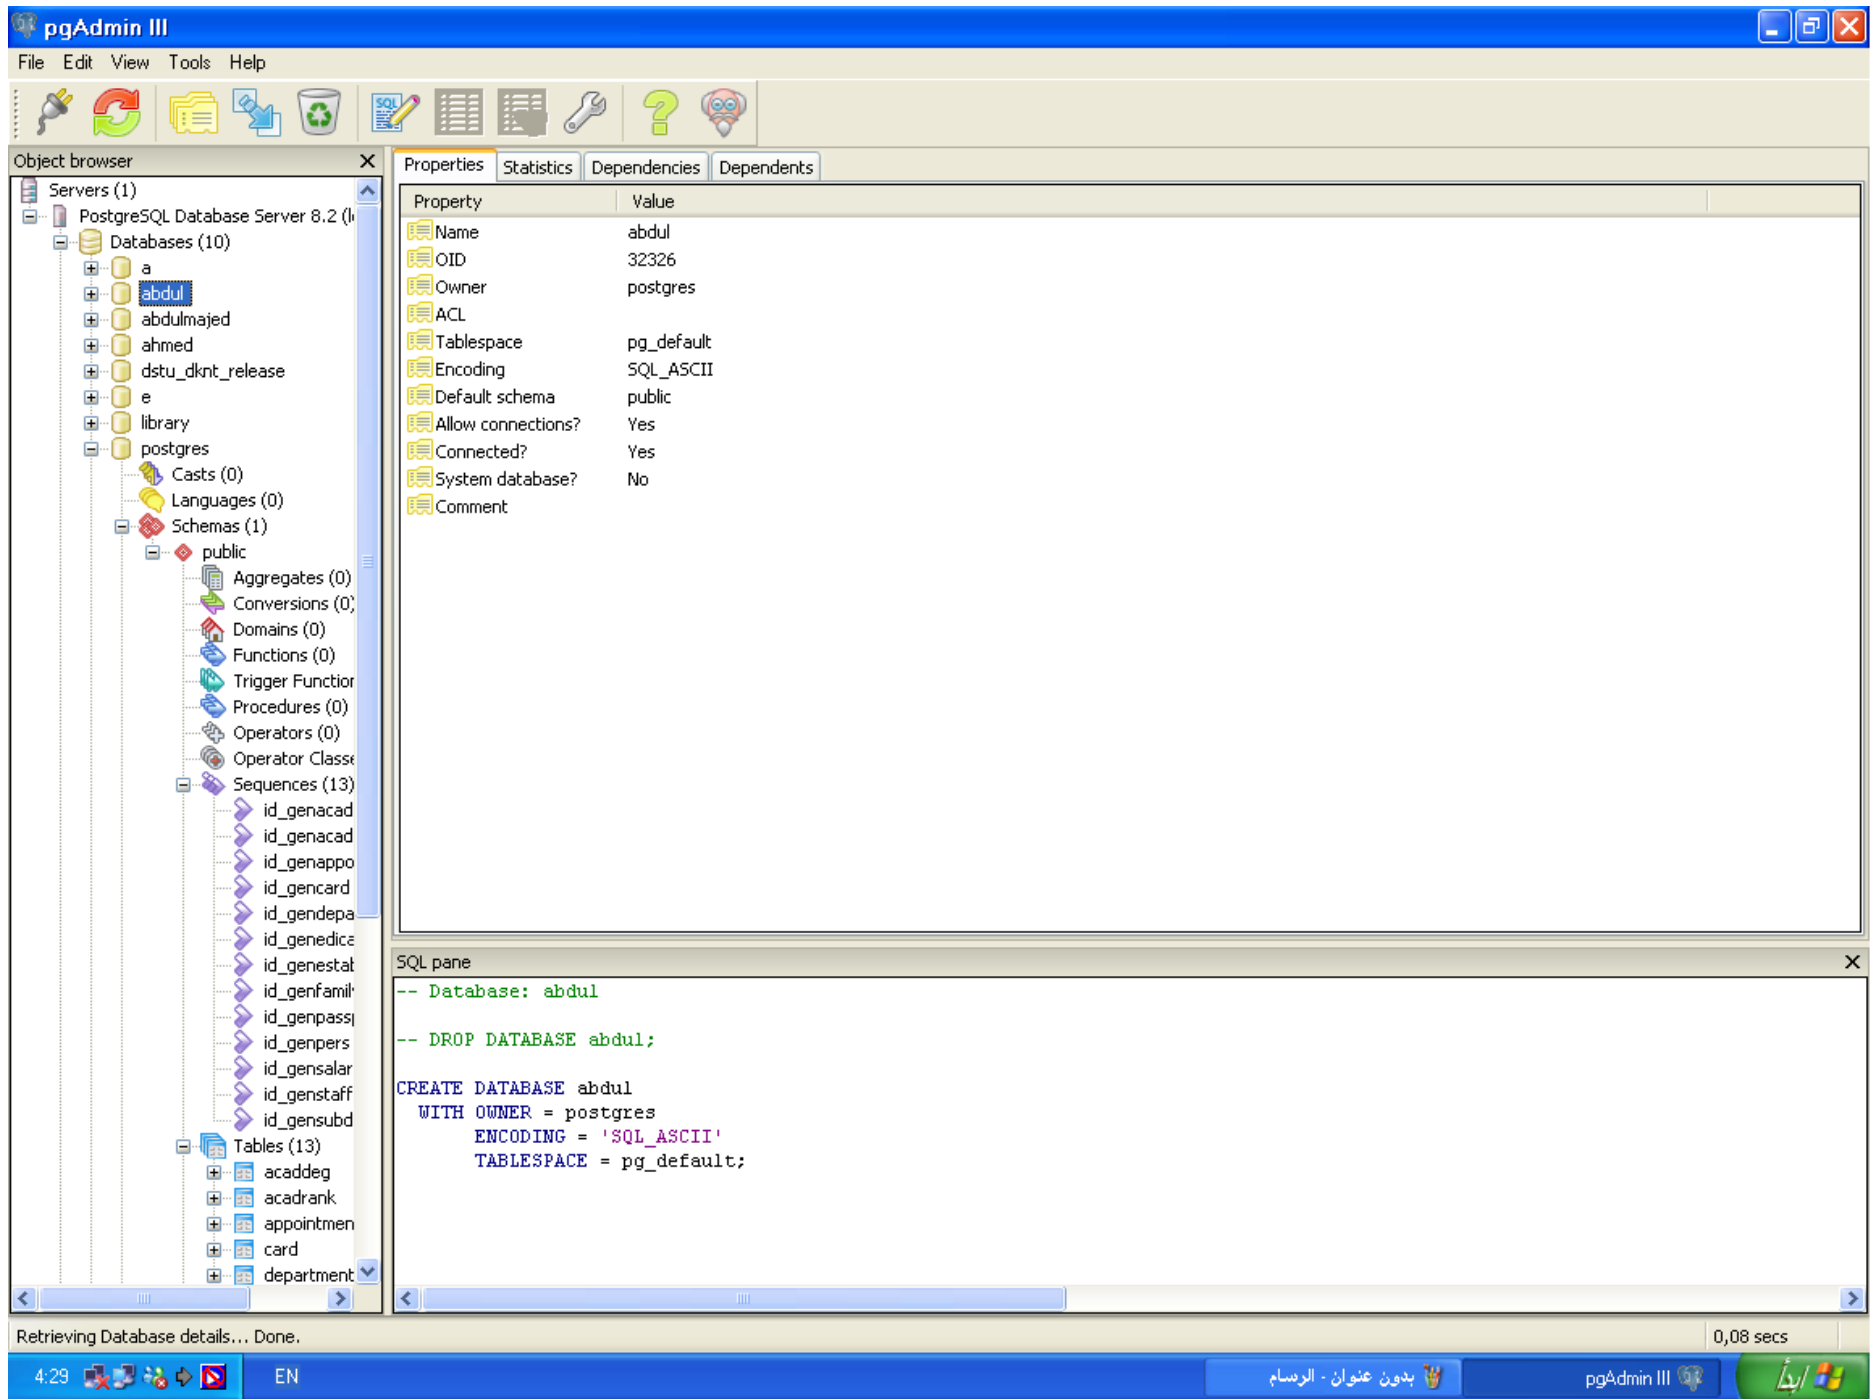 pgAdmin III
File Edit View Tools Help
SQL
Object browser
Servers (1)
PostgreSQL Database Server 8.2 (l
Databases (10)
a
abdul
abdulmajed
ahmed
dstu_dknt_release
e
library
postgres
Casts (0)
Languages (0)
Schemas (1)
public
Aggregates (0)
Conversions (0)
Domains (0)
Functions (0)
Trigger Function
Procedures (0)
Operators (0)
Operator Classe
Sequences (13)
id_genacad
id_genacad
id_genappo
id_gencard
id_gendepa
id_genedica
id_genestab
id_genfamily
id_genpassp
id_genpers
id_gensalar
id_genstaff
id_gensubd
Tables (13)
acaddeg
acadrank
appointmen
card
department
Properties Statistics Dependencies Dependents
Property Value
Name abdul
OID 32326
Owner postgres
ACL
Tablespace pg_default
Encoding SQL_ASCII
Default schema public
Allow connections? Yes
Connected? Yes
System database? No
Comment
SQL pane
-- Database: abdul
-- DROP DATABASE abdul;
CREATE DATABASE abdul
WITH OWNER = postgres
ENCODING = 'SQL_ASCII'
TABLESPACE = pg_default;
Retrieving Database details... Done.
0,08 secs
4:29 EN
بدون عنوان - الرسام
pgAdmin III
ابدأ